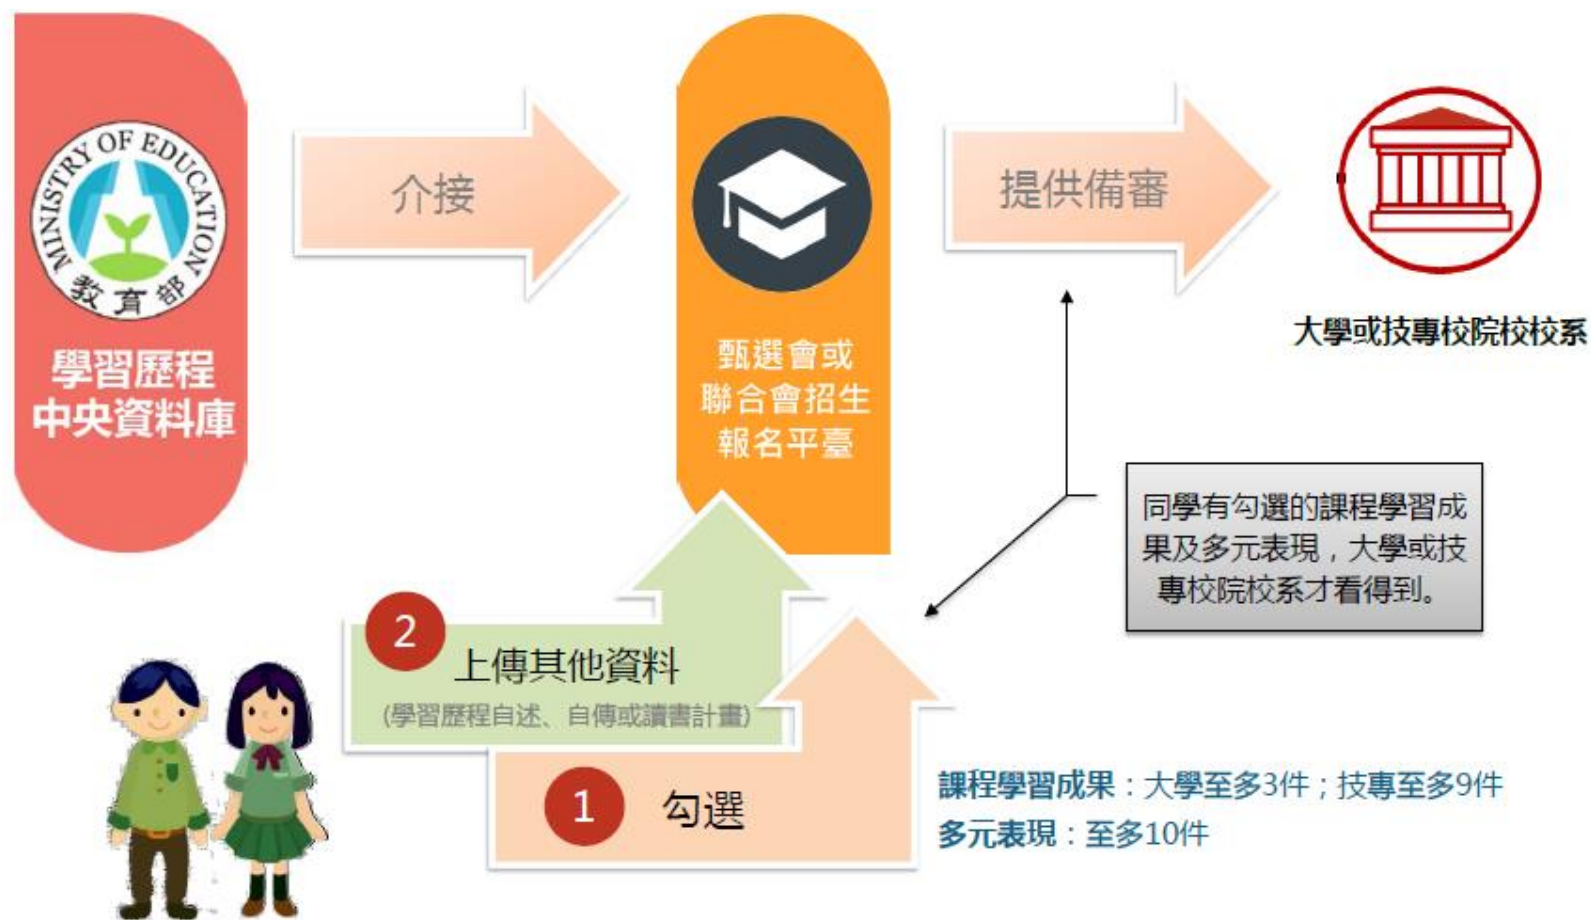 MINISTRY OF EDUCATION
教育部
學習歷程
中央資料庫
介接
甄選會或
聯合會招生
報名平臺
提供備審
大學或技專校院校校系
同學有勾選的課程學習成
果及多元表現，大學或技
專校院校系才看得到。
2
上傳其他資料
(學習歷程自述、自傳或讀書計畫)
1
勾選
課程學習成果：大學至多3件；技專至多9件
多元表現：至多10件